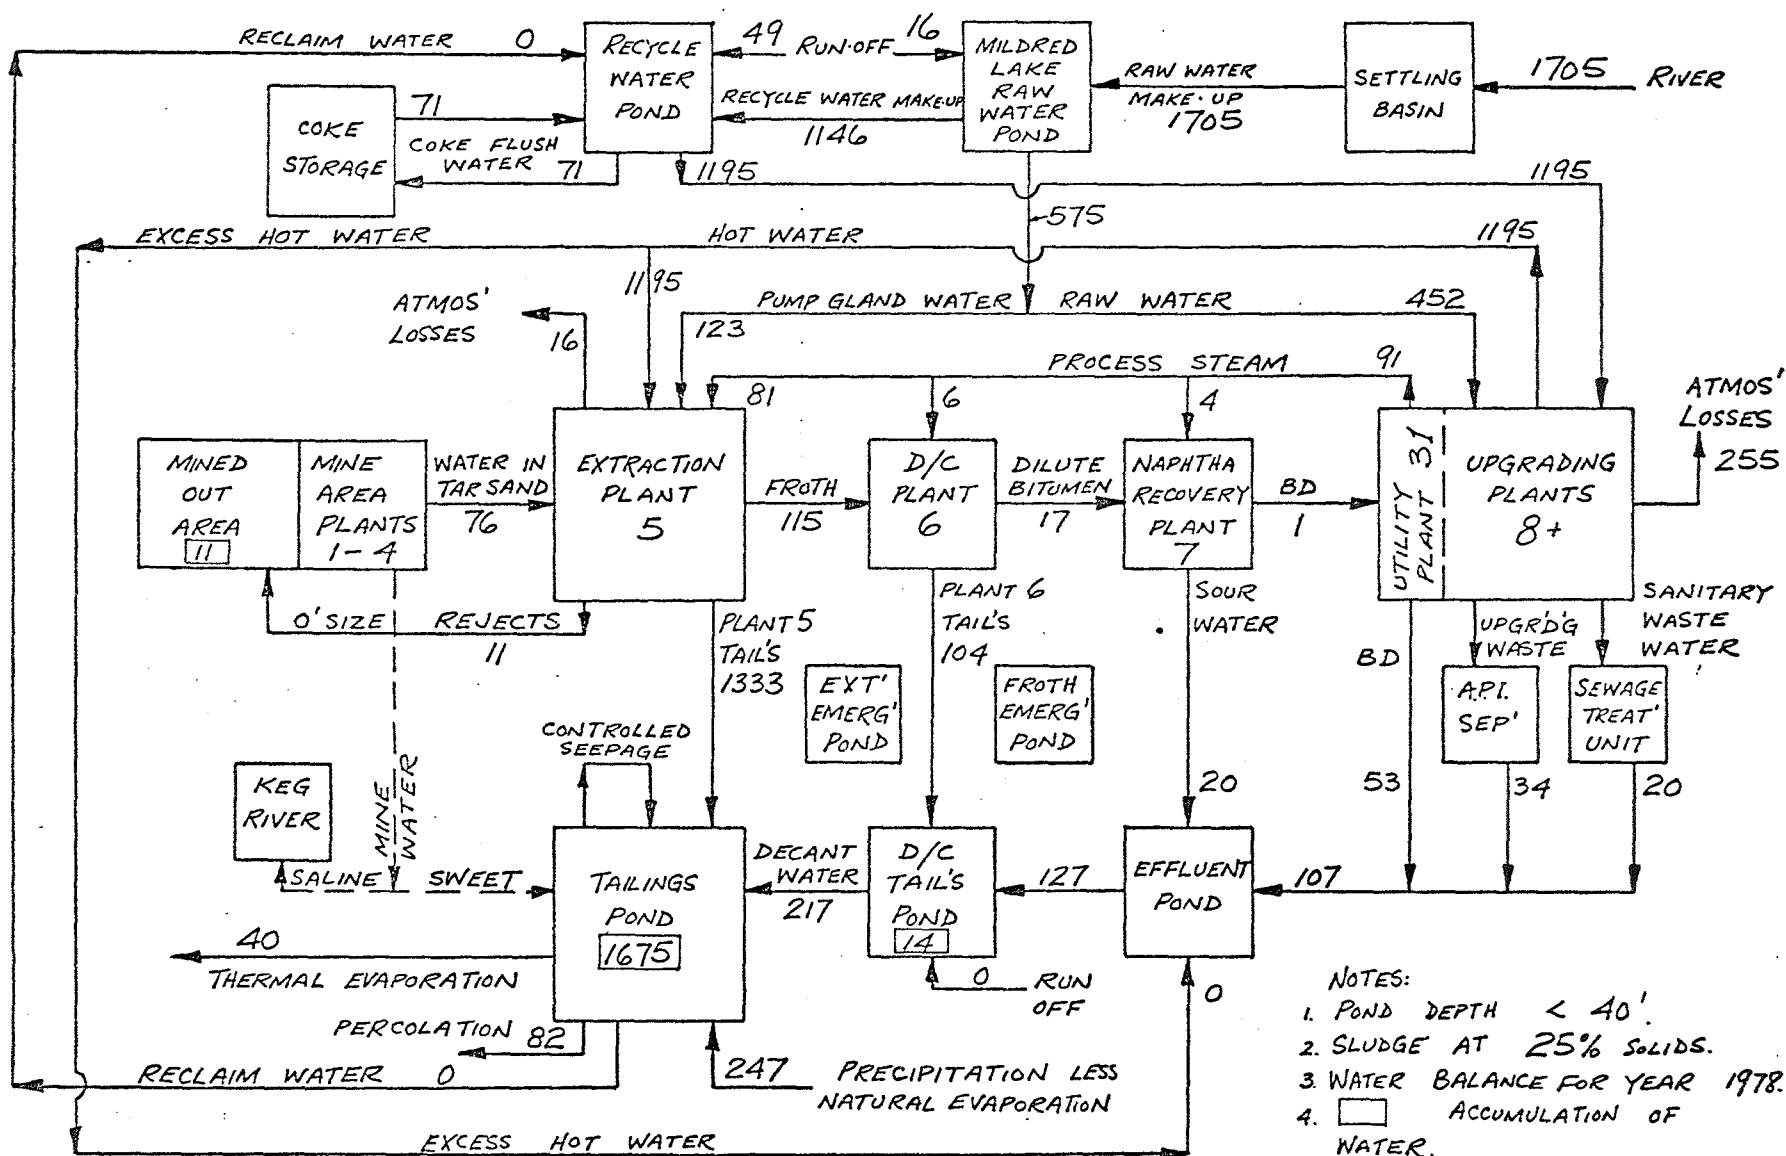 RECLAIM WATER 0
RECYCLE
WATER
POND
49 RUN-OFF 16
MILDRED
LAKE
RAW
WATER
POND
RAW WATER
MAKE-UP
1705
SETTLING
BASIN
1705 RIVER
COKE
STORAGE
71
COKE FLUSH
WATER
71
RECYCLE WATER MAKE-UP
1146
1195
1195
575
EXCESS HOT WATER
HOT WATER
1195
1195
ATMOS'
LOSSES
16
PUMP GLAND WATER
123
RAW WATER
452
PROCESS STEAM
91
81
6
4
ATMOS'
LOSSES
255
MINED
OUT
AREA
11
MINE
AREA
PLANTS
1-4
WATER IN
TAR SAND
76
EXTRACTION
PLANT
5
FROTH
115
D/C
PLANT
6
DILUTE
BITUMEN
17
NAPHTHA
RECOVERY
PLANT
7
BD
1
UTILITY
PLANT 31
UPGRADING
PLANTS
8+
O'SIZE REJECTS
11
PLANT 5
TAIL'S
1333
PLANT 6
TAIL'S
104
SOUR
WATER
BD
UPGR'D'G
WASTE
SANITARY
WASTE
WATER
EXT'
EMERG'
POND
FROTH
EMERG'
POND
A.P.I.
SEP'
SEWAGE
TREAT'
UNIT
CONTROLLED
SEEPAGE
MINE
WATER
KEG
RIVER
20
53
34
20
SALINE SWEET
TAILINGS
POND
1675
DECANT
WATER
217
D/C
TAIL'S
POND
14
127
EFFLUENT
POND
107
40
THERMAL EVAPORATION
0 RUN
OFF
0
PERCOLATION 82
RECLAIM WATER 0
247 PRECIPITATION LESS
NATURAL EVAPORATION
EXCESS HOT WATER
NOTES:
1. POND DEPTH < 40'.
2. SLUDGE AT 25% SOLIDS.
3. WATER BALANCE FOR YEAR 1978.
4. ACCUMULATION OF
WATER.